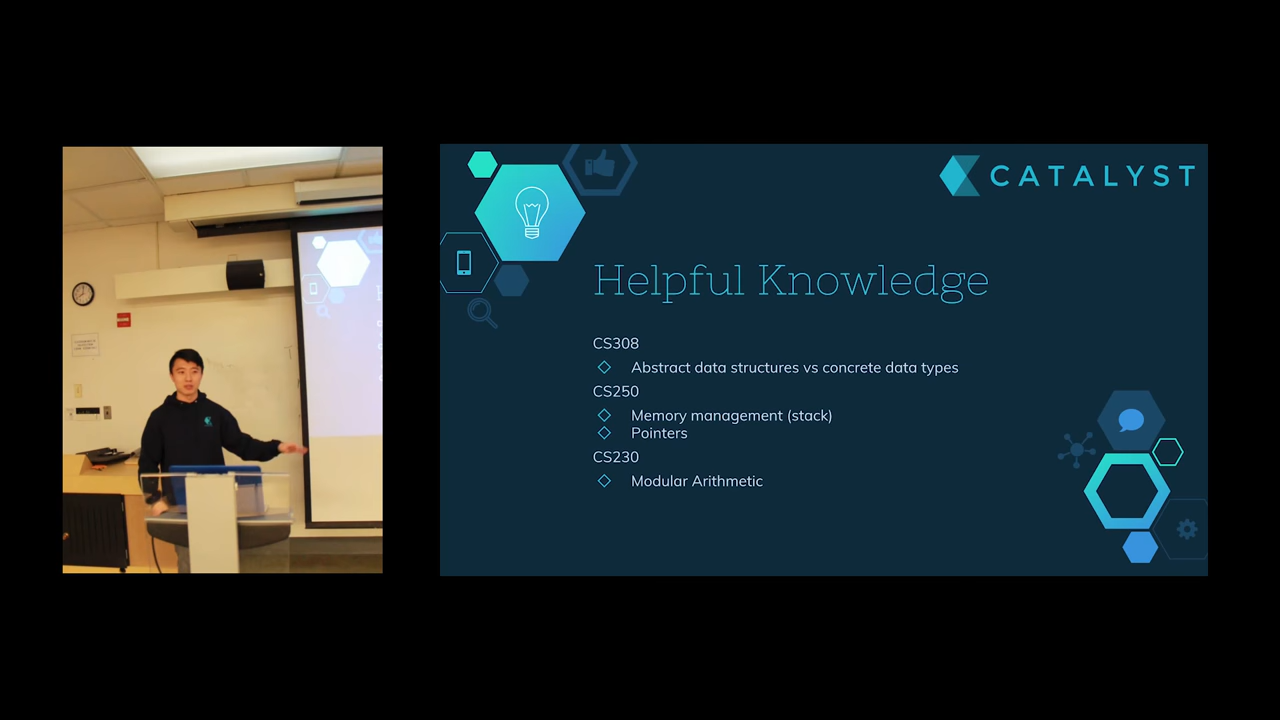 CATALYST
Helpful Knowledge
CS308
Abstract data structures vs concrete data types
CS250
Memory management (stack)
Pointers
CS230
Modular Arithmetic